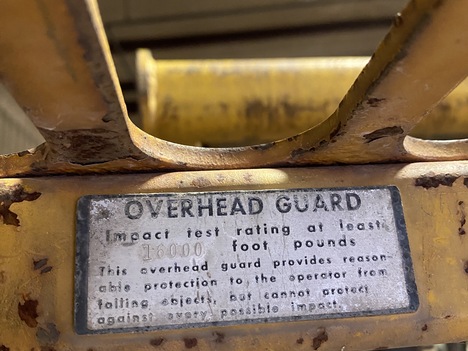 OVERHEAD GUARD
Impact test rating at least
16000 foot pounds
This overhead guard provides reason-
able protection to the operator from
falling objects, but cannot protect
against every possible impact.